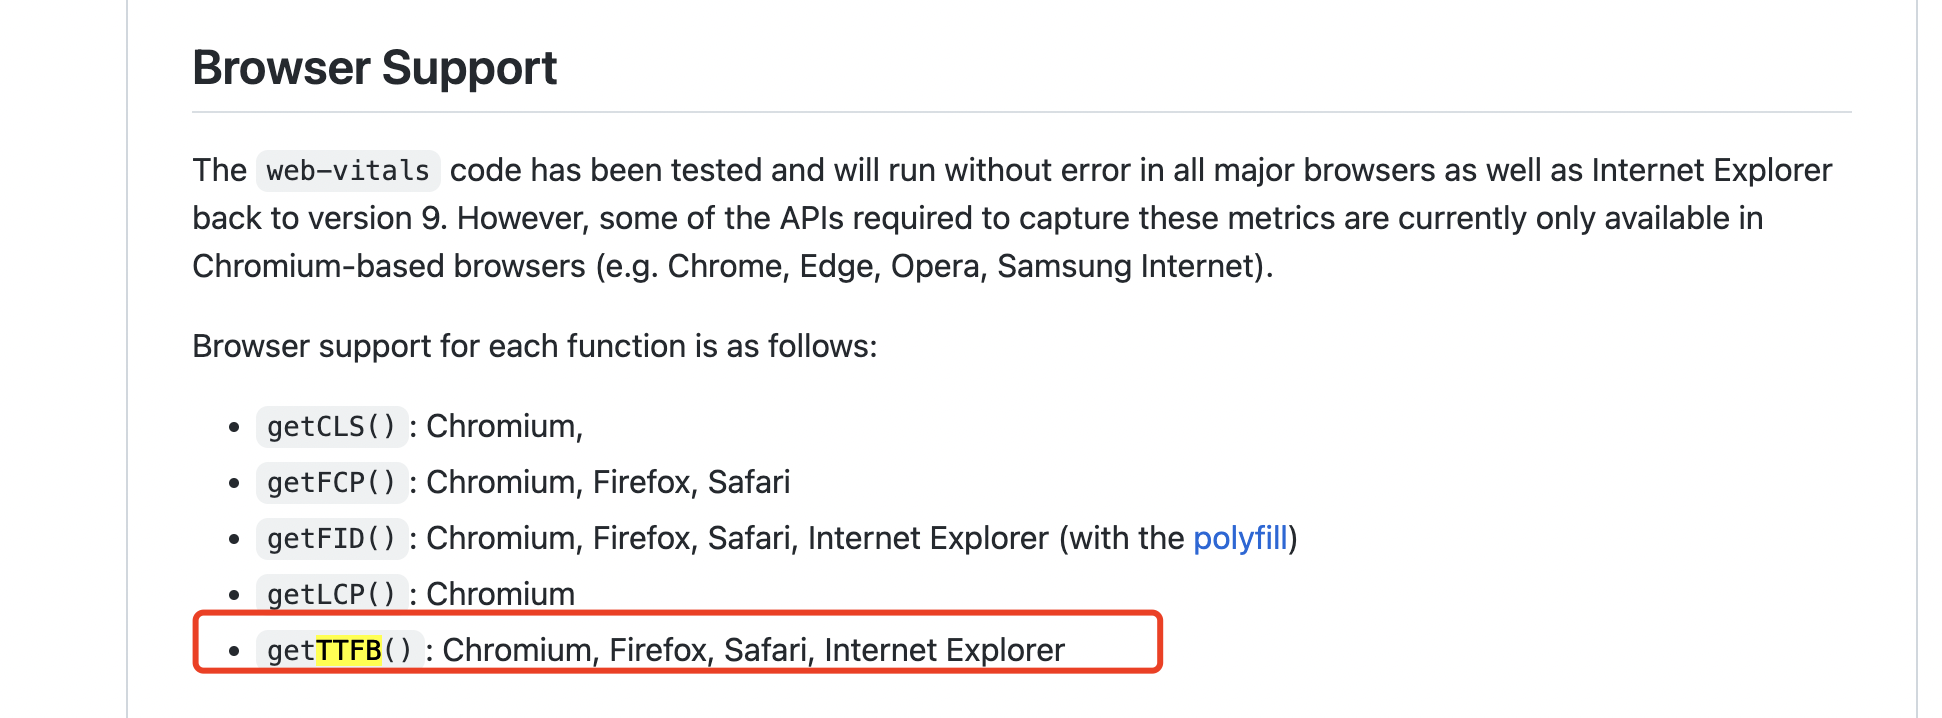 Browser Support
The web-vitals code has been tested and will run without error in all major browsers as well as Internet Explorer
back to version 9. However, some of the APIs required to capture these metrics are currently only available in
Chromium-based browsers (e.g. Chrome, Edge, Opera, Samsung Internet).
Browser support for each function is as follows:
• getCLS() : Chromium,
• getFCP() : Chromium, Firefox, Safari
• getFID() : Chromium, Firefox, Safari, Internet Explorer (with the polyfill)
• getLCP() : Chromium
• getTTFB() : Chromium, Firefox, Safari, Internet Explorer